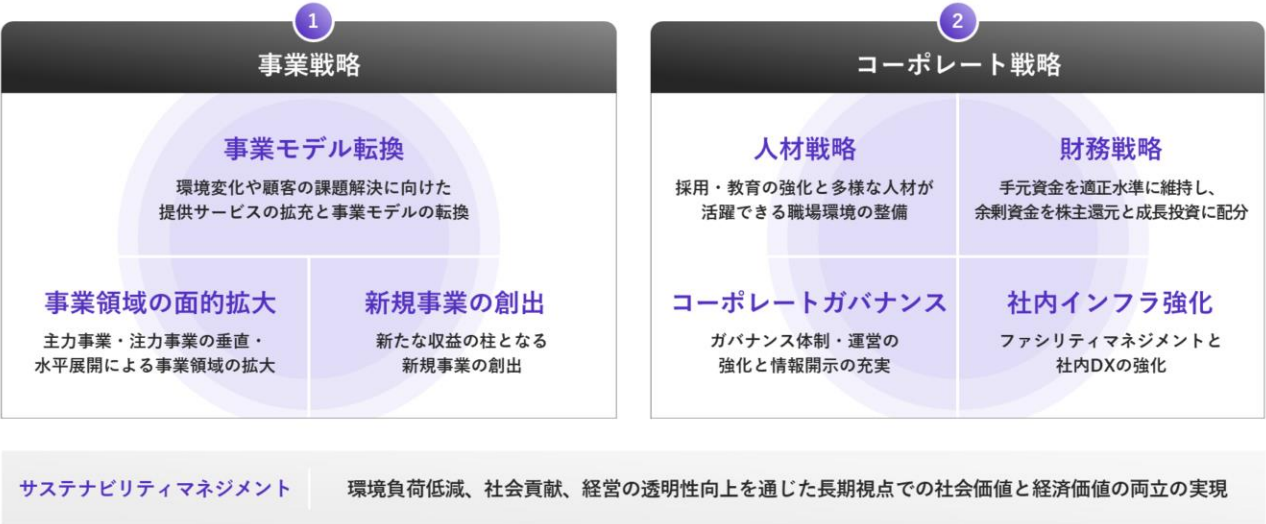 1
事業戦略
事業モデル転換
環境変化や顧客の課題解決に向けた
提供サービスの拡充と事業モデルの転換
事業領域の面的拡大
主力事業・注力事業の垂直・
水平展開による事業領域の拡大
新規事業の創出
新たな収益の柱となる
新規事業の創出
2
コーポレート戦略
人材戦略
採用・教育の強化と多様な人材が
活躍できる職場環境の整備
財務戦略
手元資金を適正水準に維持し、
余剰資金を株主還元と成長投資に配分
コーポレートガバナンス
ガバナンス体制・運営の
強化と情報開示の充実
社内インフラ強化
ファシリティマネジメントと
社内DXの強化
サステナビリティマネジメント
環境負荷低減、社会貢献、経営の透明性向上を通じた長期視点での社会価値と経済価値の両立の実現